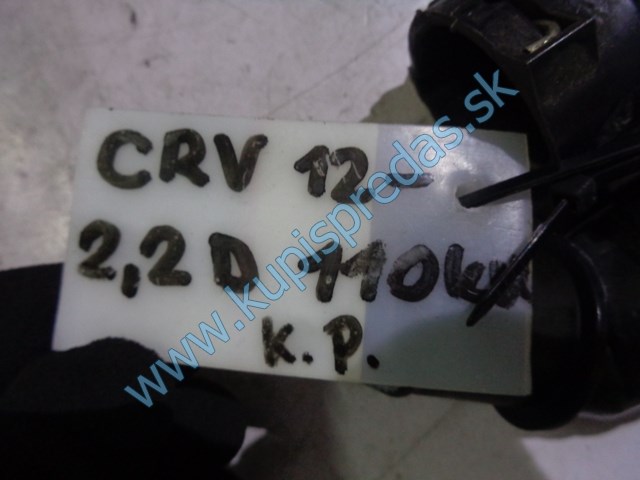 CRV 12-
2,2 D 110kW
K.P.
www.kupispredas.sk